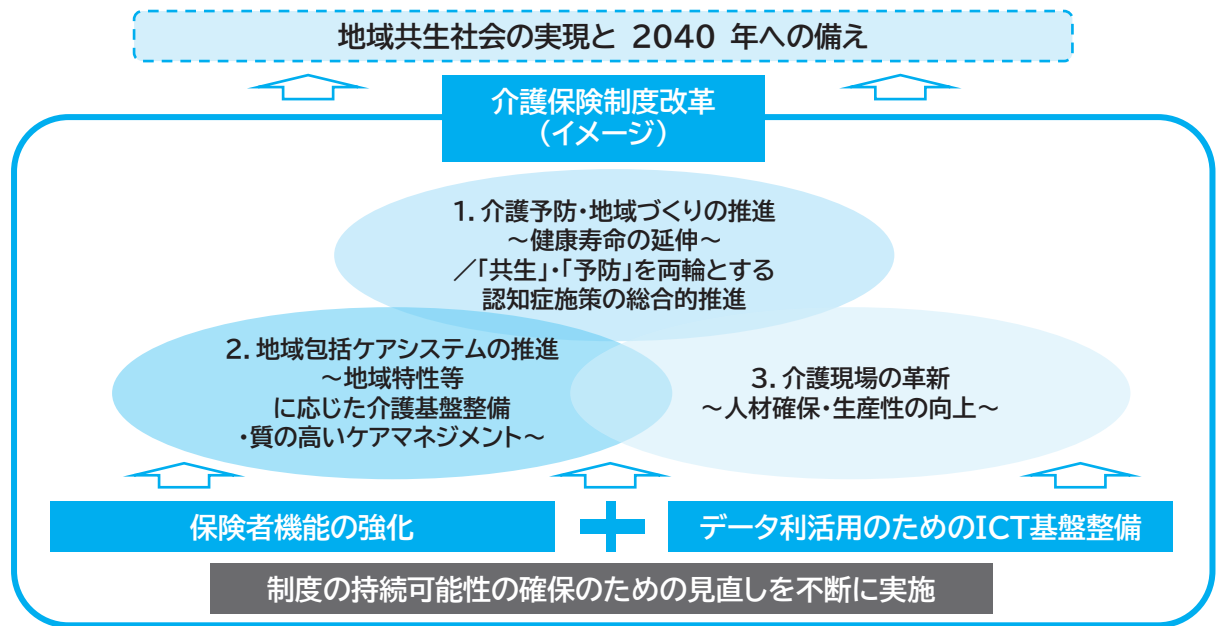 地域共生社会の実現と 2040 年への備え
介護保険制度改革
（イメージ）
1. 介護予防・地域づくりの推進
～健康寿命の延伸～
／「共生」・「予防」を両輪とする
認知症施策の総合的推進
2. 地域包括ケアシステムの推進
～地域特性等
に応じた介護基盤整備
・質の高いケアマネジメント～
3. 介護現場の革新
～人材確保・生産性の向上～
保険者機能の強化
データ利活用のためのICT基盤整備
制度の持続可能性の確保のための見直しを不断に実施